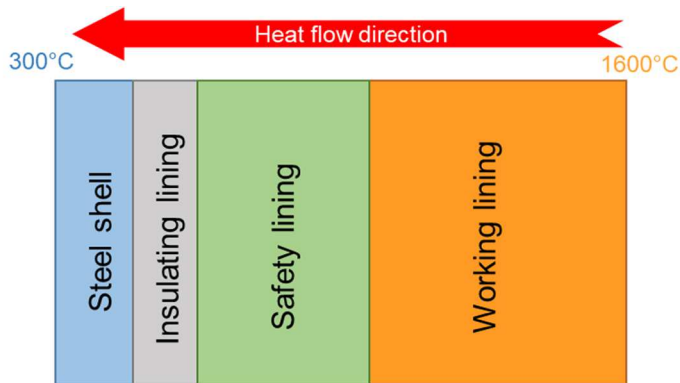 Heat flow direction
300°C
1600°C
Steel shell
Insulating lining
Safety lining
Working lining